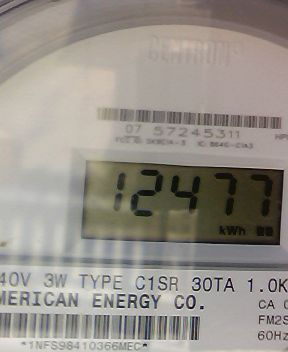 CENTRON
07 57245311
12477
kWh
40V 3W TYPE C1SR 30TA 1.0K
MERICAN ENERGY CO.
CA 0
FM2S
60Hz
*1NFS98410366MEC*